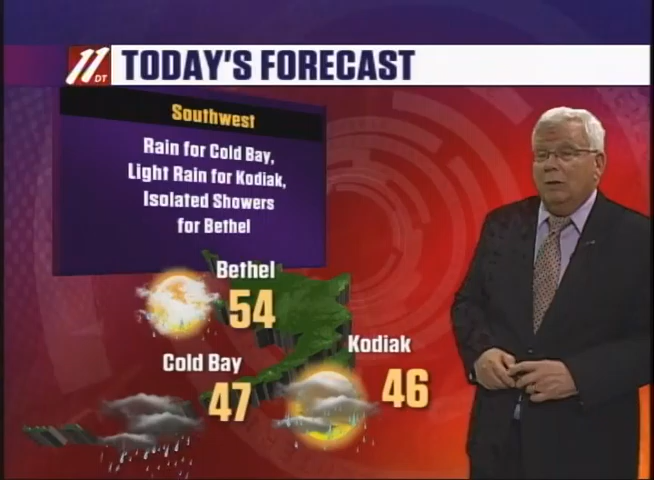 11 DT TODAY'S FORECAST
Southwest
Rain for Cold Bay,
Light Rain for Kodiak,
Isolated Showers
for Bethel
Bethel
54
Kodiak
46
Cold Bay
47